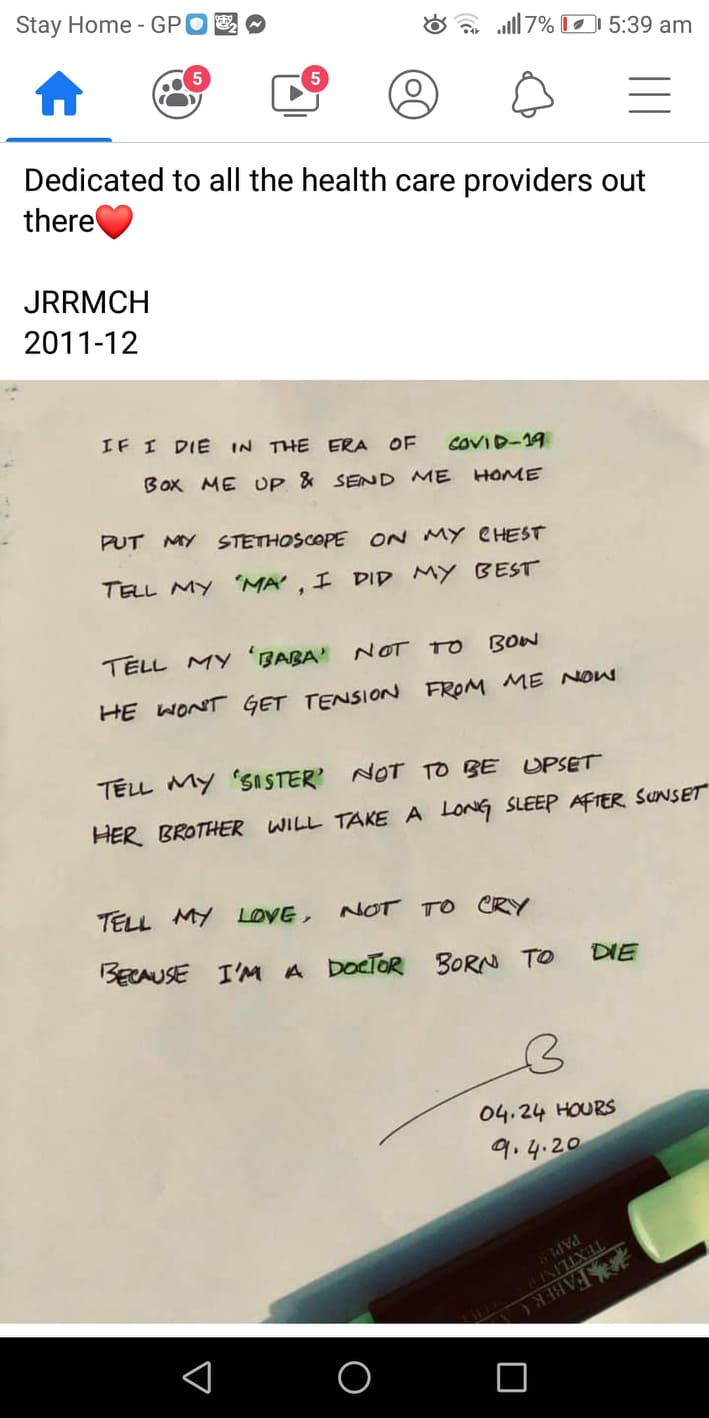 Stay Home - GP 7% 5:39 am
5 5
Dedicated to all the health care providers out
there❤️
JRRMCH
2011-12
IF I DIE IN THE ERA OF COVID-19
BOX ME UP & SEND ME HOME
PUT MY STETHOSCOPE ON MY CHEST
TELL MY 'MA', I DID MY BEST
TELL MY 'BABA' NOT TO BOW
HE WONT GET TENSION FROM ME NOW
TELL MY 'SISTER' NOT TO BE UPSET
HER BROTHER WILL TAKE A LONG SLEEP AFTER SUNSET
TELL MY LOVE, NOT TO CRY
BECAUSE I'M A DOCTOR BORN TO DIE
04.24 HOURS
9.4.20
FABER
TEXTLINER
PAPER